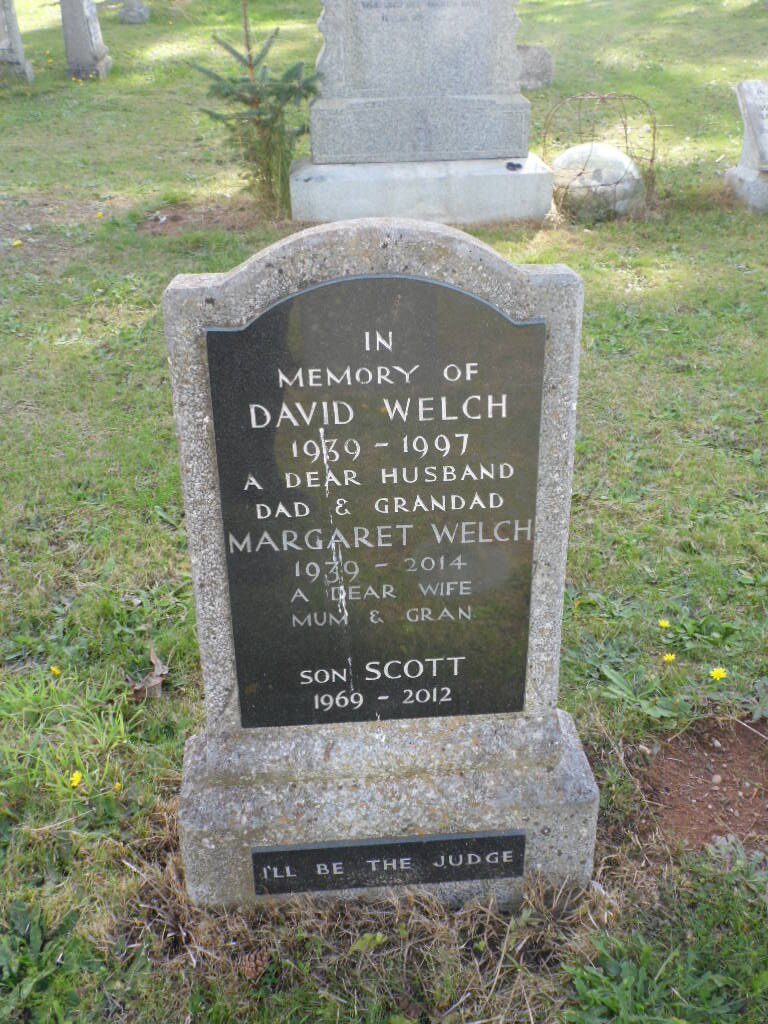 IN
MEMORY OF
DAVID WELCH
1939 - 1997
A DEAR HUSBAND
DAD & GRANDAD
MARGARET WELCH
1939 - 2014
A DEAR WIFE
MUM & GRAN
SON SCOTT
1969 - 2012
I'LL BE THE JUDGE